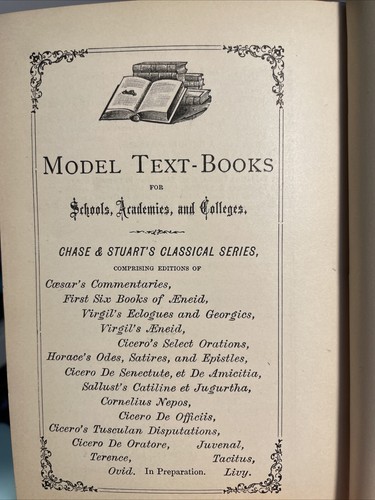 MODEL TEXT-BOOKS
FOR
Schools, Academies, and Colleges.
CHASE & STUART'S CLASSICAL SERIES,
COMPRISING EDITIONS OF
Cæsar's Commentaries,
First Six Books of Æneid,
Virgil's Eclogues and Georgics,
Virgil's Æneid,
Cicero's Select Orations,
Horace's Odes, Satires, and Epistles,
Cicero De Senectute, et De Amicitia,
Sallust's Catiline et Jugurtha,
Cornelius Nepos,
Cicero De Officiis,
Cicero's Tusculan Disputations,
Cicero De Oratore, Juvenal,
Terence, Tacitus,
Ovid. In Preparation. Livy.